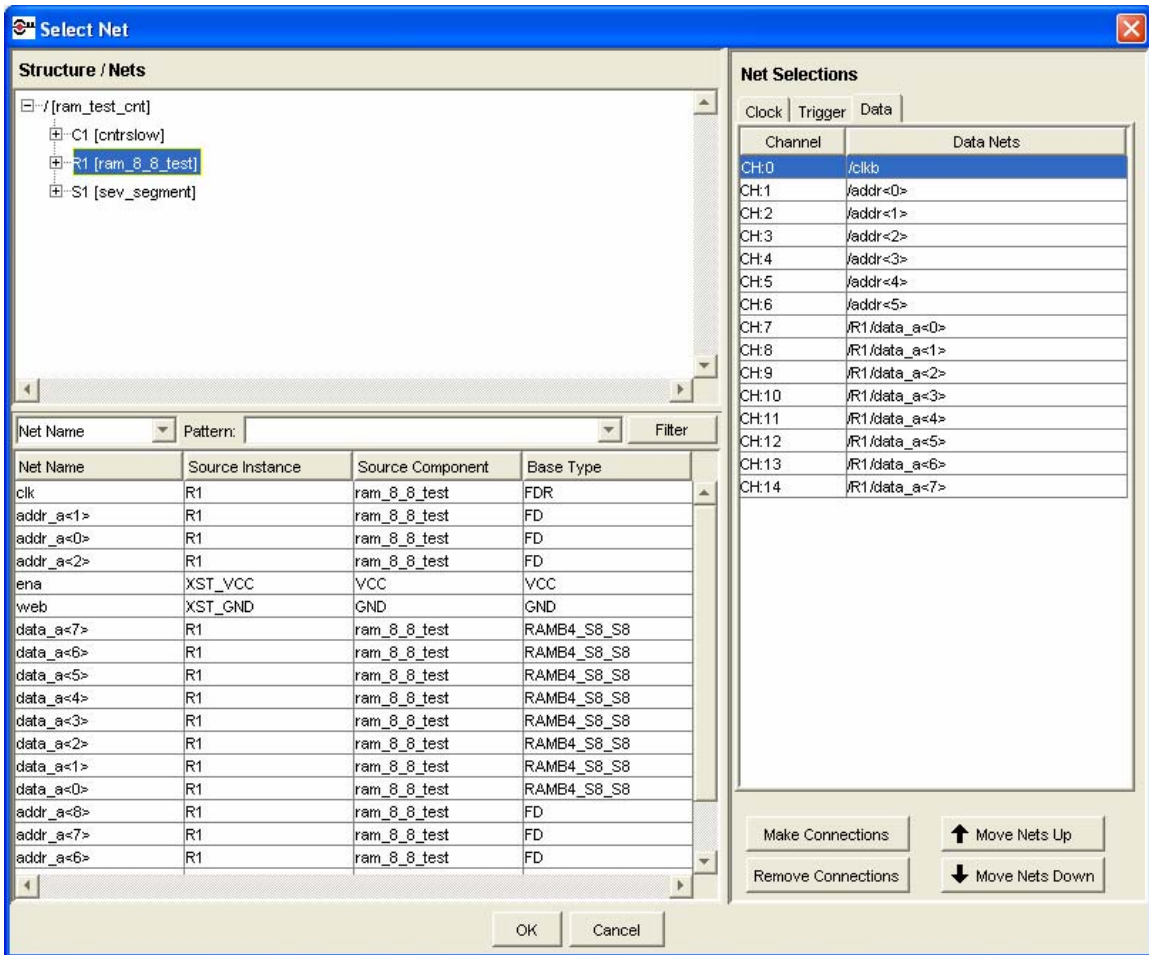 Select Net
Structure / Nets
/ [ram_test_cnt]
C1 [cntrslow]
R1 [ram_8_8_test]
S1 [sev_segment]
Net Name Pattern: Filter
Net Name Source Instance Source Component Base Type
clk R1 ram_8_8_test FDR
addr_a<1> R1 ram_8_8_test FD
addr_a<0> R1 ram_8_8_test FD
addr_a<2> R1 ram_8_8_test FD
ena XST_VCC VCC VCC
web XST_GND GND GND
data_a<7> R1 ram_8_8_test RAMB4_S8_S8
data_a<6> R1 ram_8_8_test RAMB4_S8_S8
data_a<5> R1 ram_8_8_test RAMB4_S8_S8
data_a<4> R1 ram_8_8_test RAMB4_S8_S8
data_a<3> R1 ram_8_8_test RAMB4_S8_S8
data_a<2> R1 ram_8_8_test RAMB4_S8_S8
data_a<1> R1 ram_8_8_test RAMB4_S8_S8
data_a<0> R1 ram_8_8_test RAMB4_S8_S8
addr_a<8> R1 ram_8_8_test FD
addr_a<7> R1 ram_8_8_test FD
addr_a<6> R1 ram_8_8_test FD
Net Selections
Clock Trigger Data
Channel Data Nets
CH:0 /clkb
CH:1 /addr<0>
CH:2 /addr<1>
CH:3 /addr<2>
CH:4 /addr<3>
CH:5 /addr<4>
CH:6 /addr<5>
CH:7 /R1/data_a<0>
CH:8 /R1/data_a<1>
CH:9 /R1/data_a<2>
CH:10 /R1/data_a<3>
CH:11 /R1/data_a<4>
CH:12 /R1/data_a<5>
CH:13 /R1/data_a<6>
CH:14 /R1/data_a<7>
Make Connections Move Nets Up
Remove Connections Move Nets Down
OK Cancel